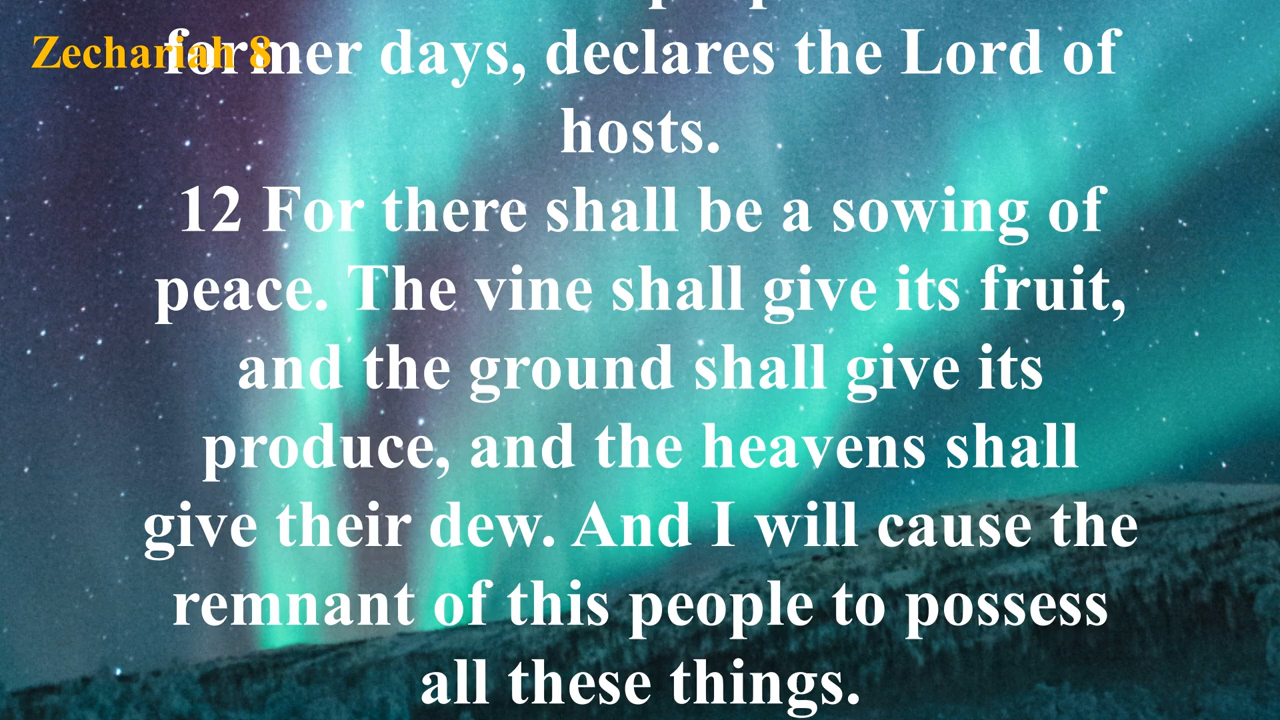 Zechariah 8
former days, declares the Lord of
hosts.
12 For there shall be a sowing of
peace. The vine shall give its fruit,
and the ground shall give its
produce, and the heavens shall
give their dew. And I will cause the
remnant of this people to possess
all these things.